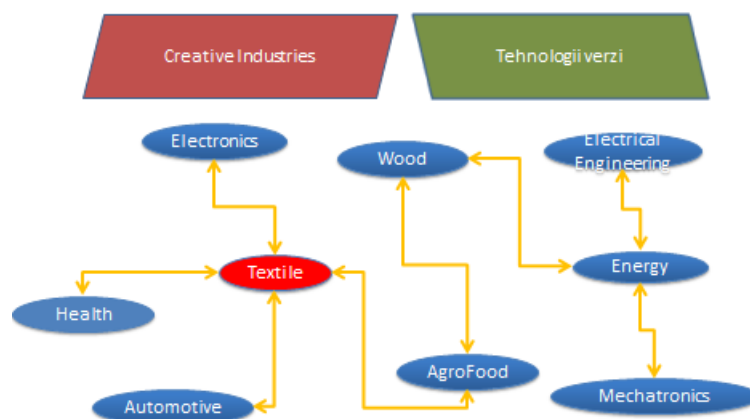 Creative Industries
Tehnologii verzi
Electronics
Wood
Electrical
Engineering
Textile
Energy
Health
AgroFood
Automotive
Mechatronics